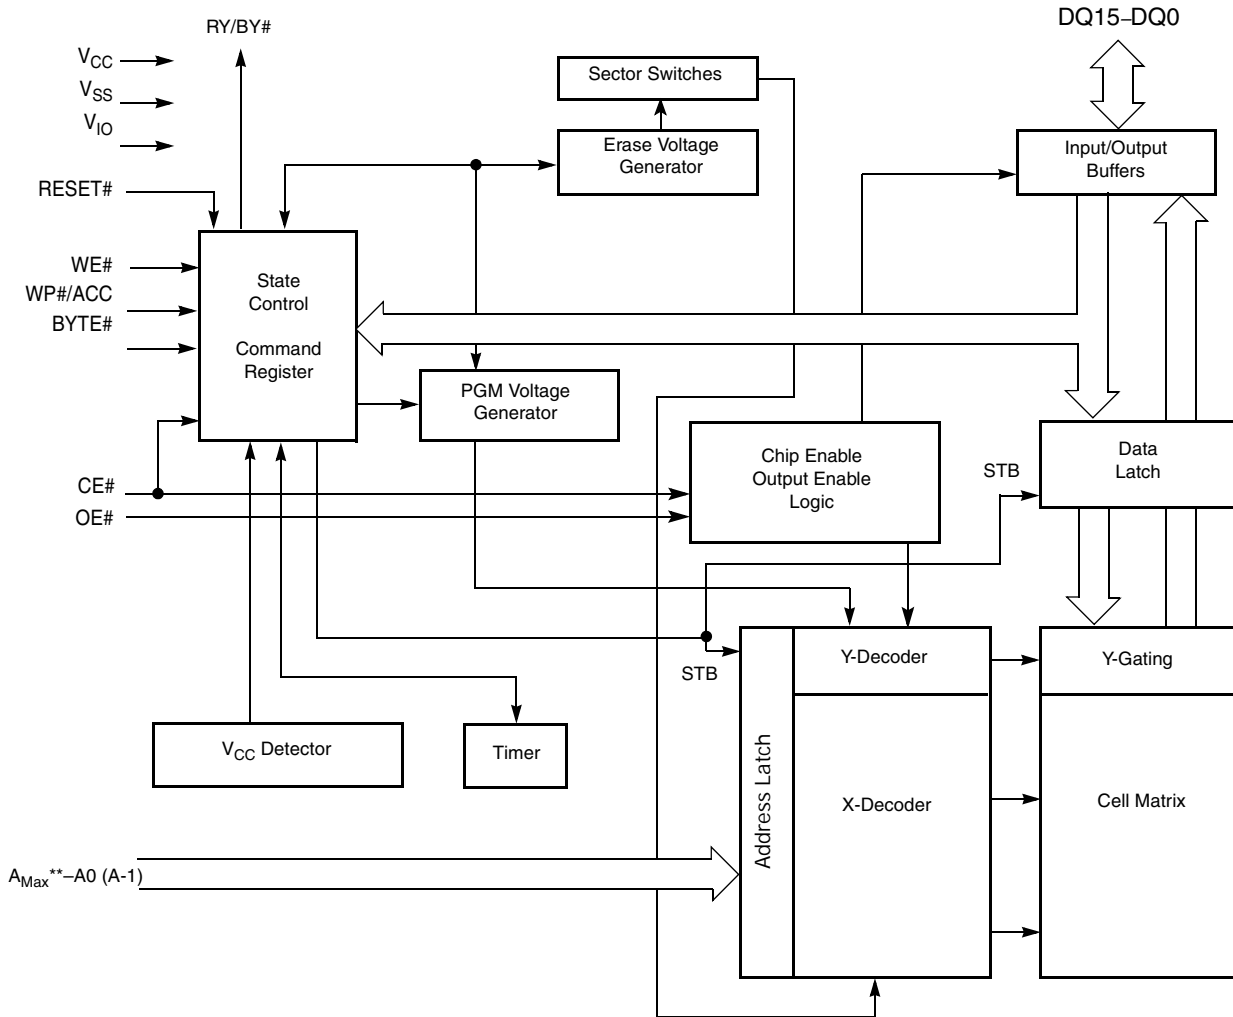 RY/BY#
DQ15–DQ0
VCC
VSS
VIO
RESET#
WE#
WP#/ACC
BYTE#
CE#
OE#
Sector Switches
Erase Voltage
Generator
Input/Output
Buffers
State
Control
Command
Register
PGM Voltage
Generator
Chip Enable
Output Enable
Logic
STB
Data
Latch
STB
Y-Decoder
Y-Gating
VCC Detector
Timer
Address Latch
X-Decoder
Cell Matrix
AMax**–A0 (A-1)